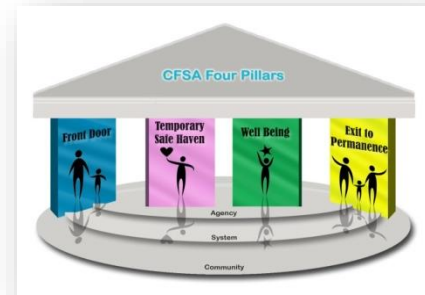 CFSA Four Pillars
Front Door
Temporary
Safe Haven
Well Being
Exit to
Permanence
Agency
System
Community